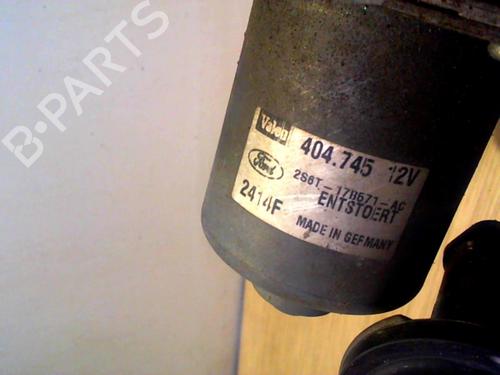 B-PARTS
Valeo 404.745 12V
Ford 2S6T-17B571-AC
2414F ENTSTOERT
MADE IN GERMANY